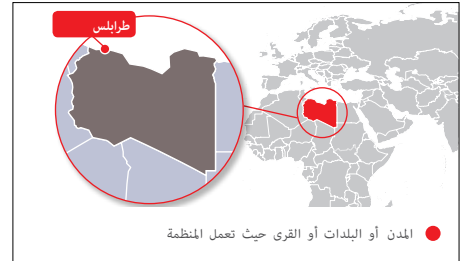 طرابلس
المدن أو البلدات أو القرى حيث تعمل المنظمة